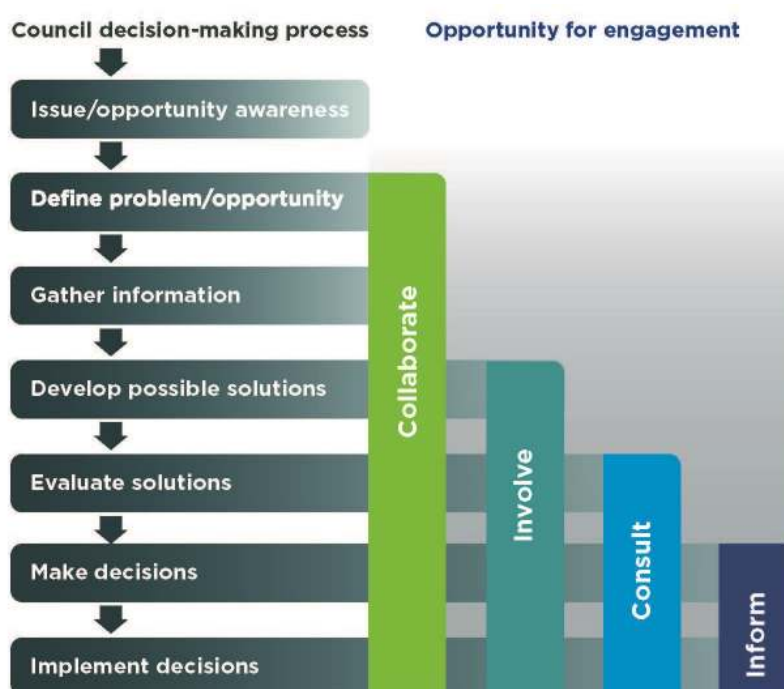 Council decision-making process
Opportunity for engagement
Issue/opportunity awareness
Define problem/opportunity
Gather information
Develop possible solutions
Evaluate solutions
Make decisions
Implement decisions
Collaborate
Involve
Consult
Inform